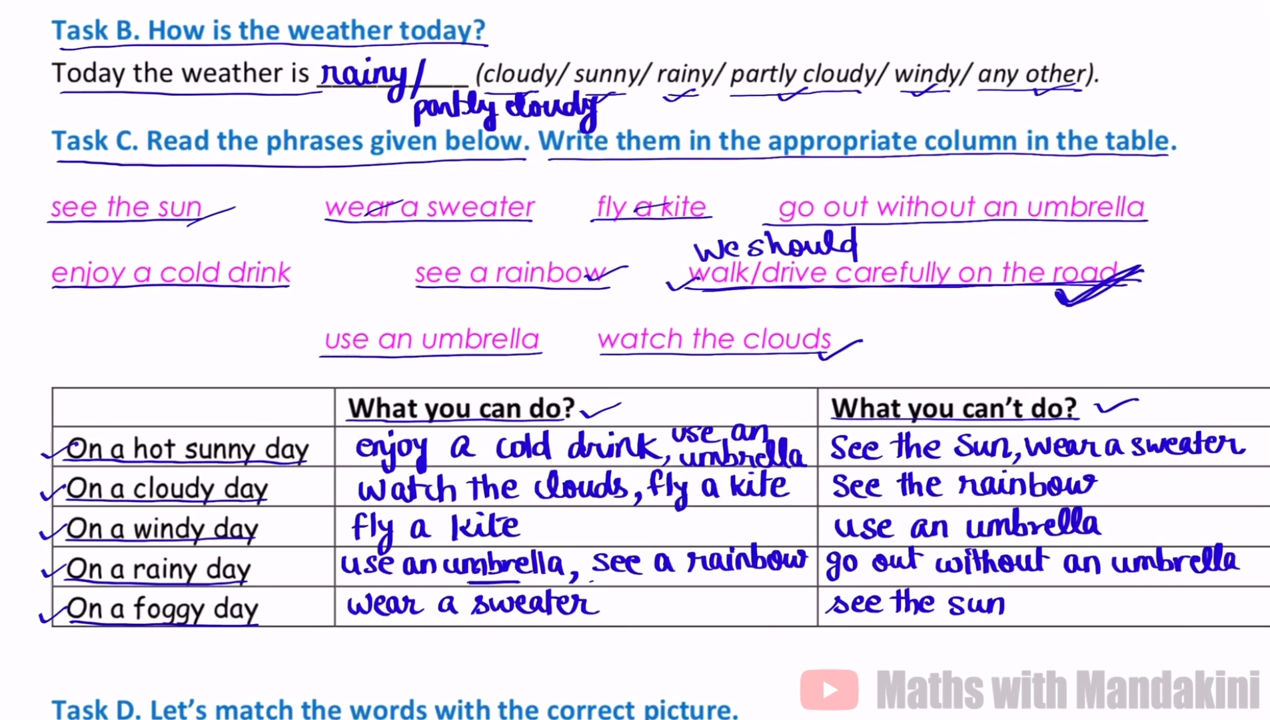 Task B. How is the weather today?
Today the weather is rainy/ (cloudy/ sunny/ rainy/ partly cloudy/ windy/ any other).
partly cloudy
Task C. Read the phrases given below. Write them in the appropriate column in the table.
see the sun wear a sweater fly a kite go out without an umbrella
we should
enjoy a cold drink see a rainbow walk/drive carefully on the road
use an umbrella watch the clouds
What you can do? What you can't do?
On a hot sunny day enjoy a cold drink, use an umbrella see the sun, wear a sweater
On a cloudy day watch the clouds, fly a kite see the rainbow
On a windy day fly a kite use an umbrella
On a rainy day use an umbrella, see a rainbow go out without an umbrella
On a foggy day wear a sweater see the sun
Maths with Mandakini
Task D. Let's match the words with the correct picture.